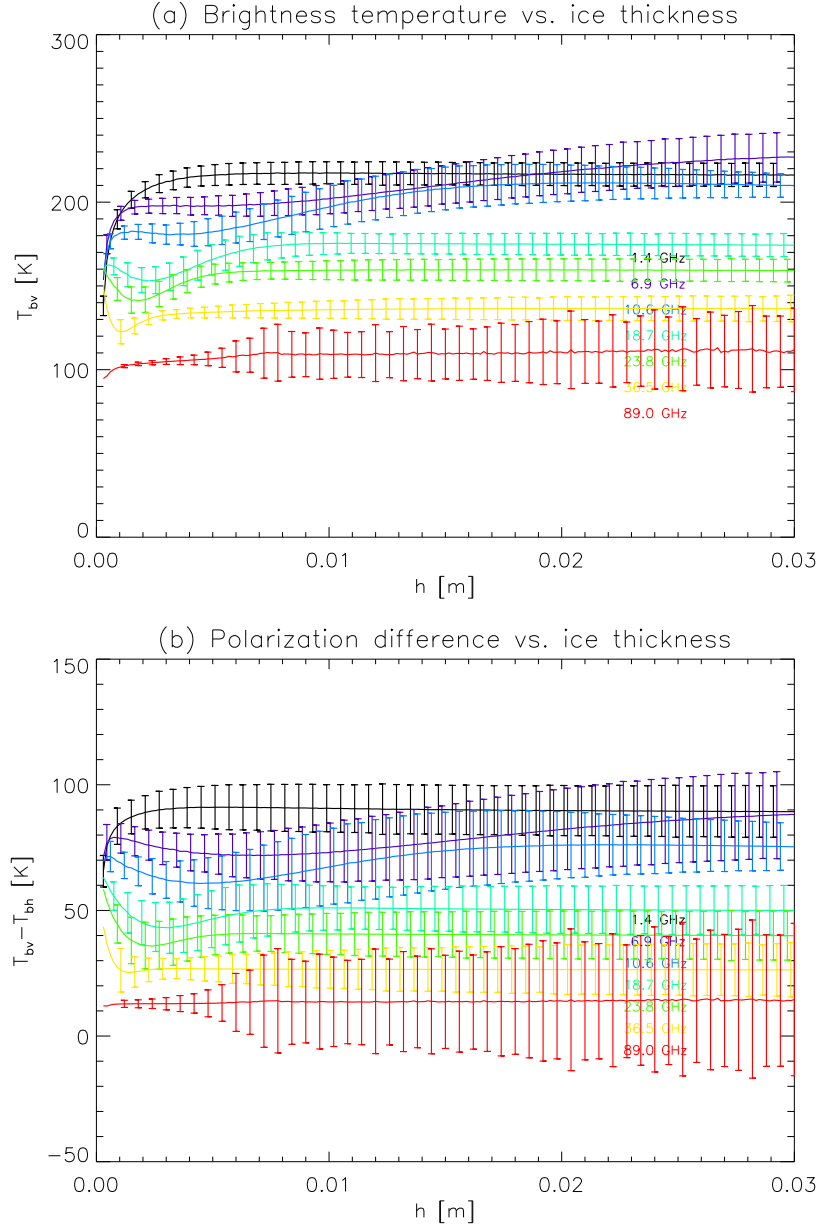 (a) Brightness temperature vs. ice thickness
300
200
100
0
T_bv [K]
1.4 GHz
6.9 GHz
10.6 GHz
18.7 GHz
23.8 GHz
36.5 GHz
89.0 GHz
0.00 0.01 0.02 0.03
h [m]
(b) Polarization difference vs. ice thickness
150
100
50
0
−50
T_bv−T_bh [K]
1.4 GHz
6.9 GHz
10.6 GHz
18.7 GHz
23.8 GHz
36.5 GHz
89.0 GHz
0.00 0.01 0.02 0.03
h [m]